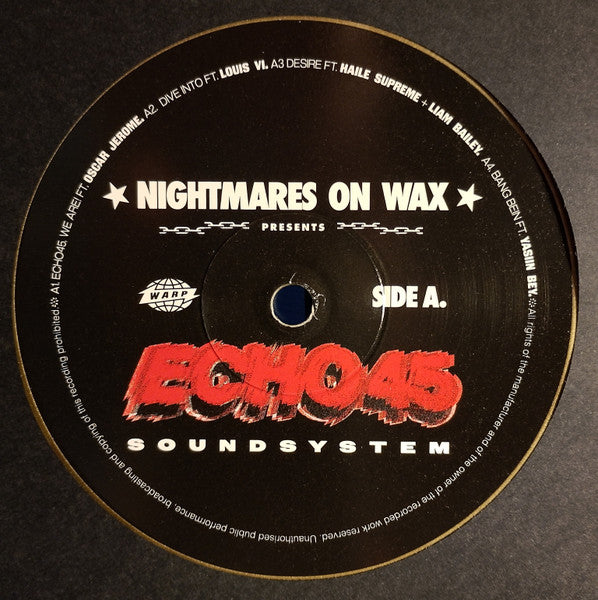 A1. ECHO45, WE ARE! FT. OSCAR JEROME. A2. DIVE INTO FT. LOUIS VI. A3 DESIRE FT. HAILE SUPREME + LIAM BAILEY. A4. BANG BEIN FT. YASIIN BEY.
NIGHTMARES ON WAX
PRESENTS
WARP
SIDE A.
ECHO45
SOUNDSYSTEM
All rights of the manufacturer and of the owner of the recorded work reserved. Unauthorised public performance, broadcasting and copying of this recording prohibited.